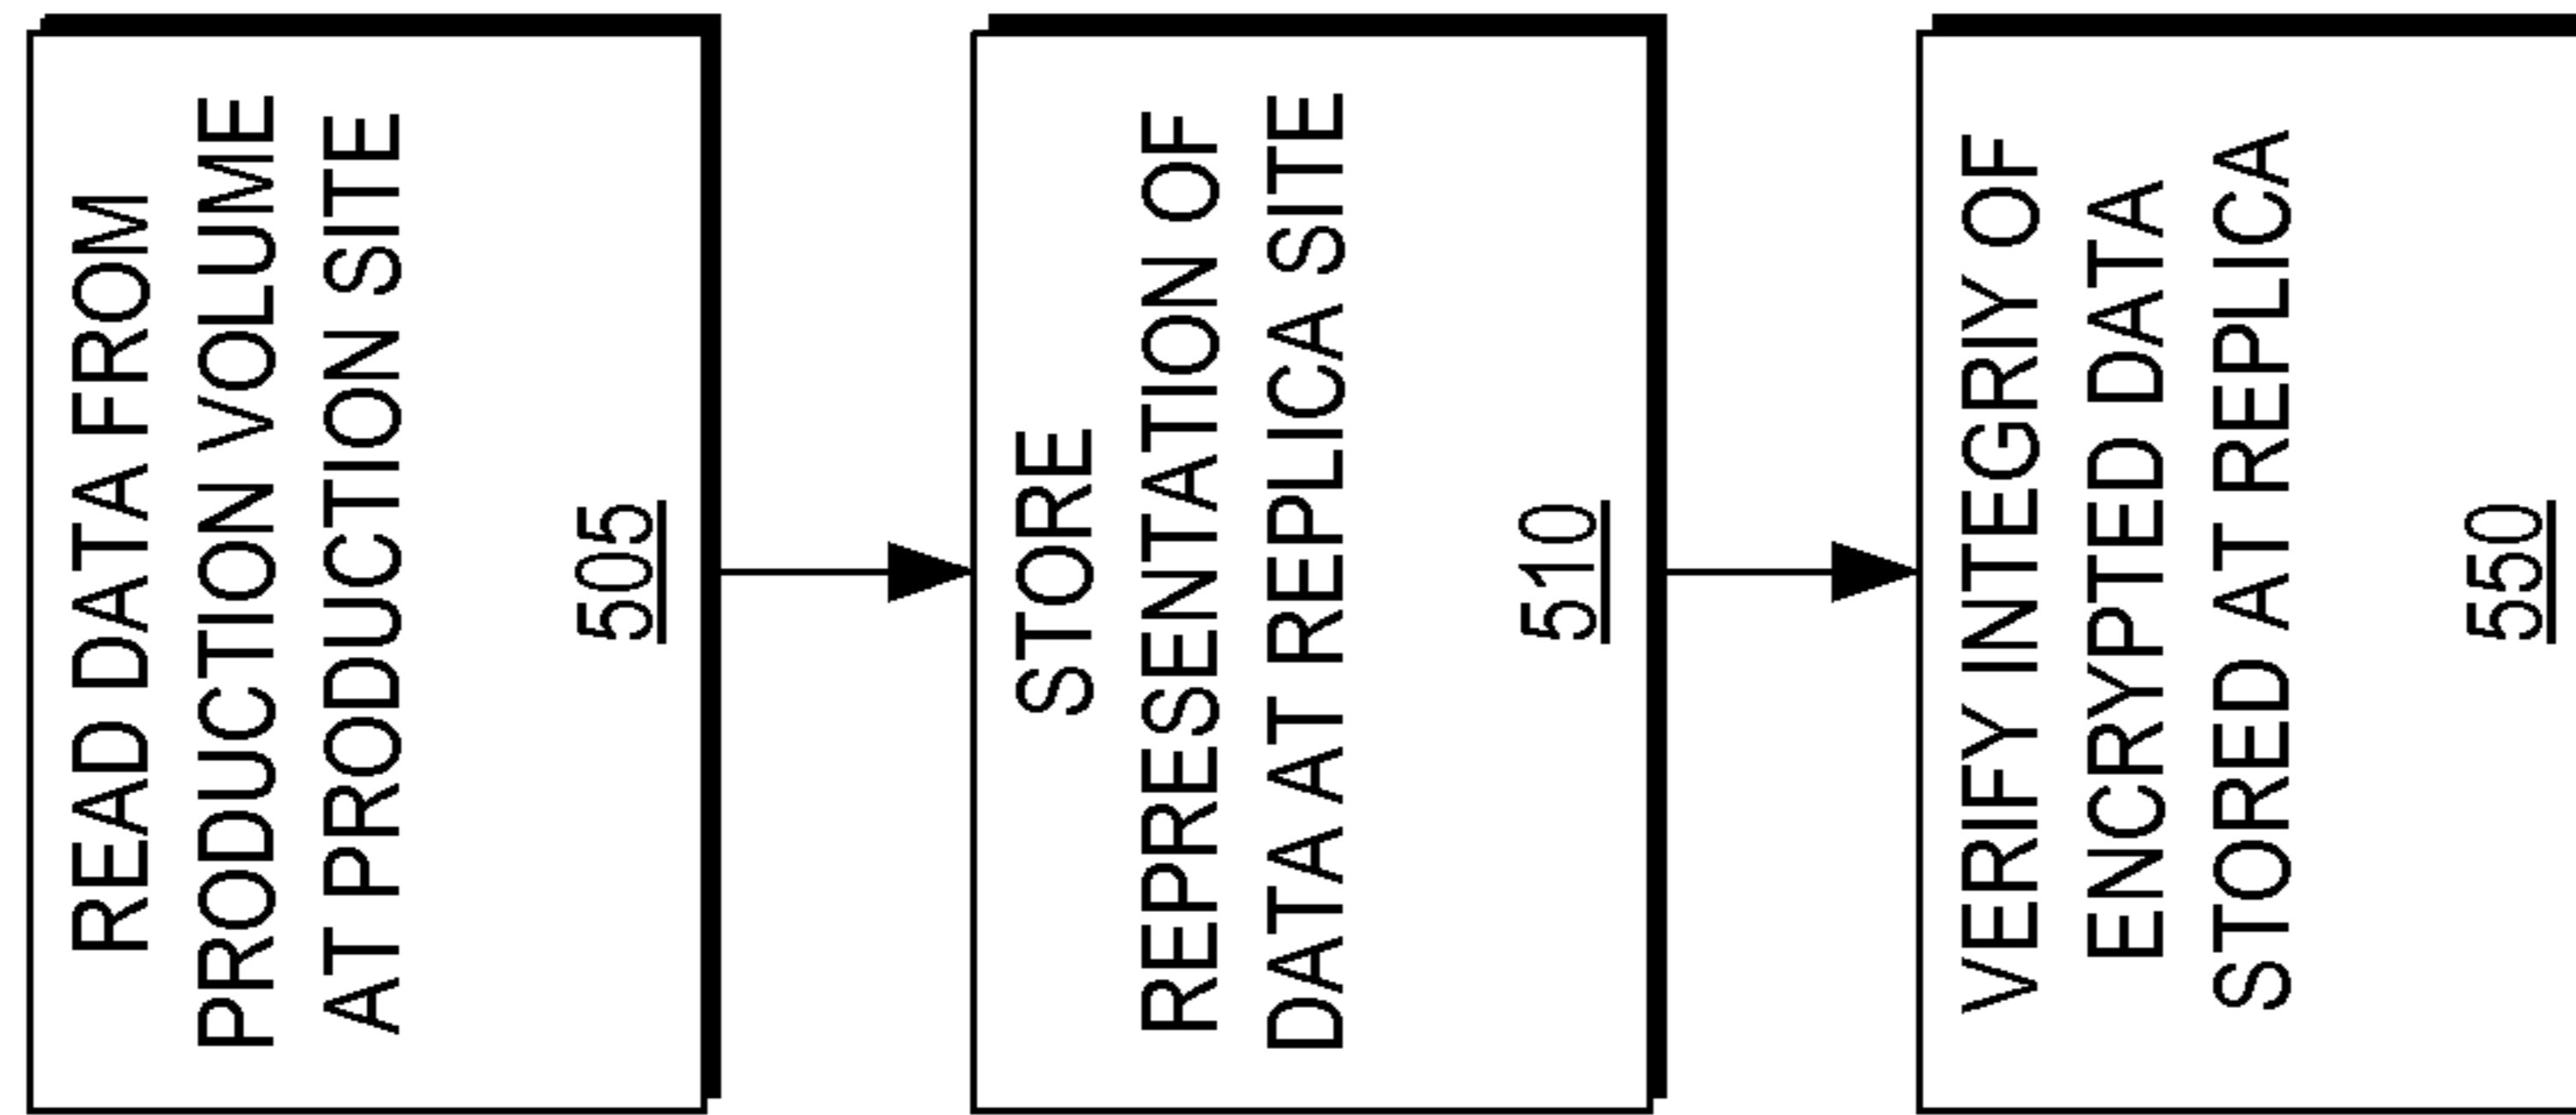 READ DATA FROM
PRODUCTION VOLUME
AT PRODUCTION SITE
505
STORE
REPRESENTATION OF
DATA AT REPLICA SITE
510
VERIFY INTEGRIY OF
ENCRYPTED DATA
STORED AT REPLICA
550